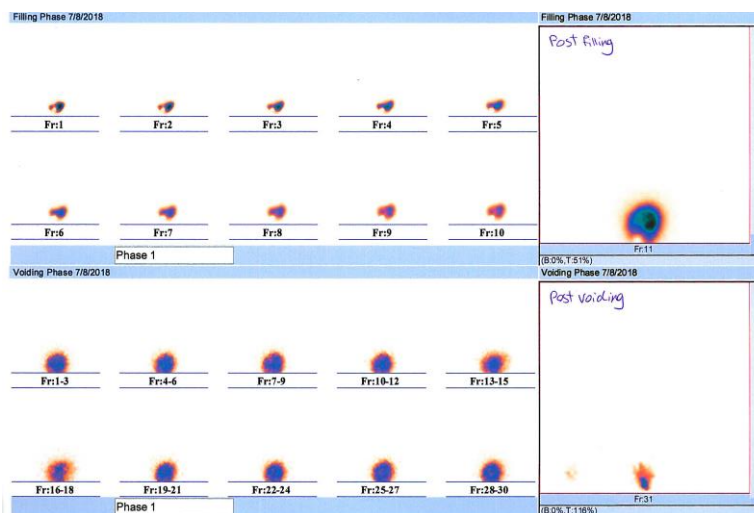 Filling Phase 7/8/2018
Fr:1 Fr:2 Fr:3 Fr:4 Fr:5
Fr:6 Fr:7 Fr:8 Fr:9 Fr:10
Phase 1
Filling Phase 7/8/2018
Post filling
Fr:11
(B:0%,T:51%)
Voiding Phase 7/8/2018
Fr:1-3 Fr:4-6 Fr:7-9 Fr:10-12 Fr:13-15
Fr:16-18 Fr:19-21 Fr:22-24 Fr:25-27 Fr:28-30
Phase 1
Voiding Phase 7/8/2018
Post voiding
Fr:31
(B:0%,T:116%)